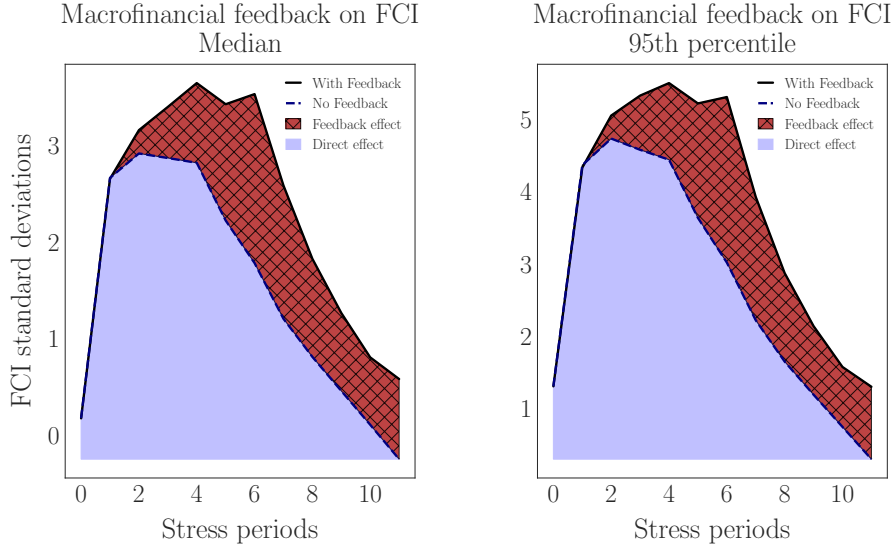 Macrofinancial feedback on FCI
Median
FCI standard deviations
3
2
1
0
With Feedback
No Feedback
Feedback effect
Direct effect
0 2 4 6 8 10
Stress periods
Macrofinancial feedback on FCI
95th percentile
5
4
3
2
1
With Feedback
No Feedback
Feedback effect
Direct effect
0 2 4 6 8 10
Stress periods